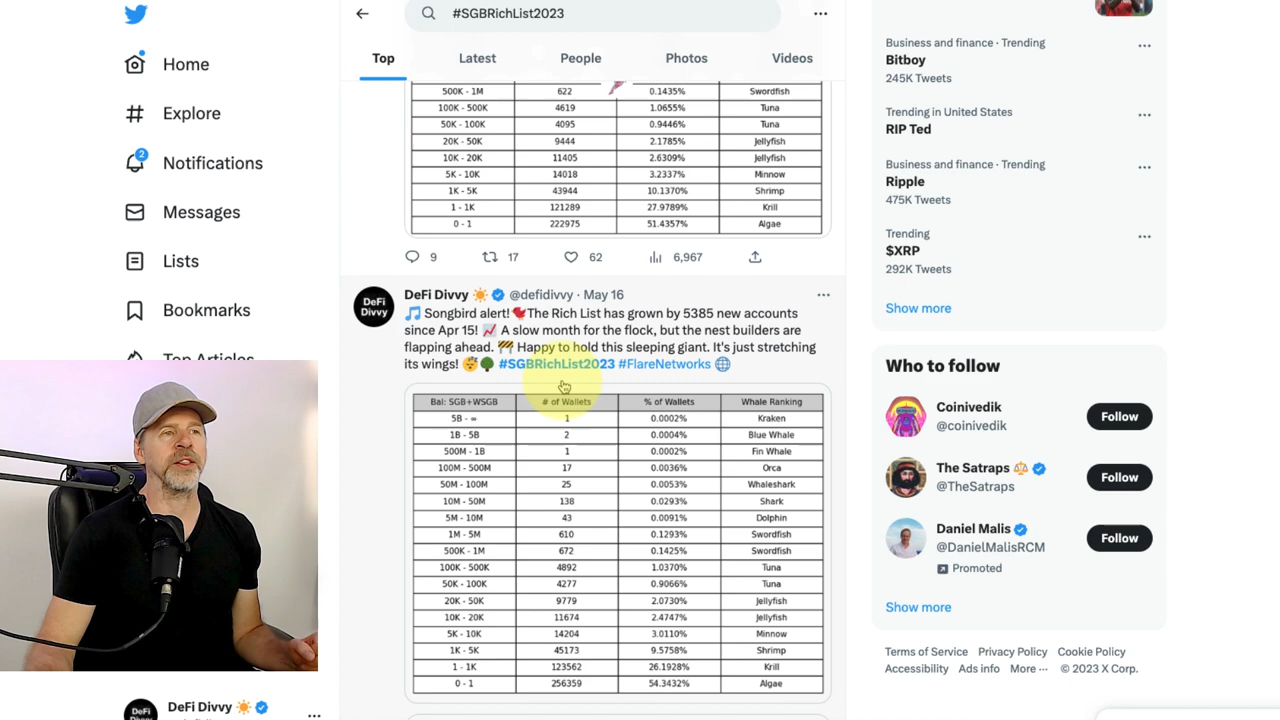 #SGBRichList2023
Home
Explore
2
Notifications
Messages
Lists
Bookmarks
Top Articles
DeFi
Divvy
DeFi Divvy ☀️
Top Latest People Photos Videos
500K - 1M 622 0.1435% Swordfish
100K - 500K 4619 1.0655% Tuna
50K - 100K 4095 0.9446% Tuna
20K - 50K 9444 2.1785% Jellyfish
10K - 20K 11405 2.6309% Jellyfish
5K - 10K 14018 3.2337% Minnow
1K - 5K 43944 10.1370% Shrimp
1 - 1K 121289 27.9789% Krill
0 - 1 222975 51.4357% Algae
9 17 62 6,967
DeFi
Divvy
DeFi Divvy ☀️ @defidivvy · May 16
🎵 Songbird alert! 🐦The Rich List has grown by 5385 new accounts
since Apr 15! 📈 A slow month for the flock, but the nest builders are
flapping ahead. 🚧 Happy to hold this sleeping giant. It's just stretching
its wings! 😴🌳 #SGBRichList2023 #FlareNetworks 🌐
Bal: SGB+WSGB # of Wallets % of Wallets Whale Ranking
5B - ∞ 1 0.0002% Kraken
1B - 5B 2 0.0004% Blue Whale
500M - 1B 1 0.0002% Fin Whale
100M - 500M 17 0.0036% Orca
50M - 100M 25 0.0053% Whaleshark
10M - 50M 138 0.0293% Shark
5M - 10M 43 0.0091% Dolphin
1M - 5M 610 0.1293% Swordfish
500K - 1M 672 0.1425% Swordfish
100K - 500K 4892 1.0370% Tuna
50K - 100K 4277 0.9066% Tuna
20K - 50K 9779 2.0730% Jellyfish
10K - 20K 11674 2.4747% Jellyfish
5K - 10K 14204 3.0110% Minnow
1K - 5K 45173 9.5758% Shrimp
1 - 1K 123562 26.1928% Krill
0 - 1 256359 54.3432% Algae
Business and finance · Trending
Bitboy
245K Tweets
Trending in United States
RIP Ted
Business and finance · Trending
Ripple
475K Tweets
Trending
$XRP
292K Tweets
Show more
Who to follow
Coinivedik
@coinivedik
Follow
The Satraps ⚖️
@TheSatraps
Follow
Daniel Malis
@DanielMalisRCM
Promoted
Follow
Show more
Terms of Service Privacy Policy Cookie Policy
Accessibility Ads info More ··· © 2023 X Corp.